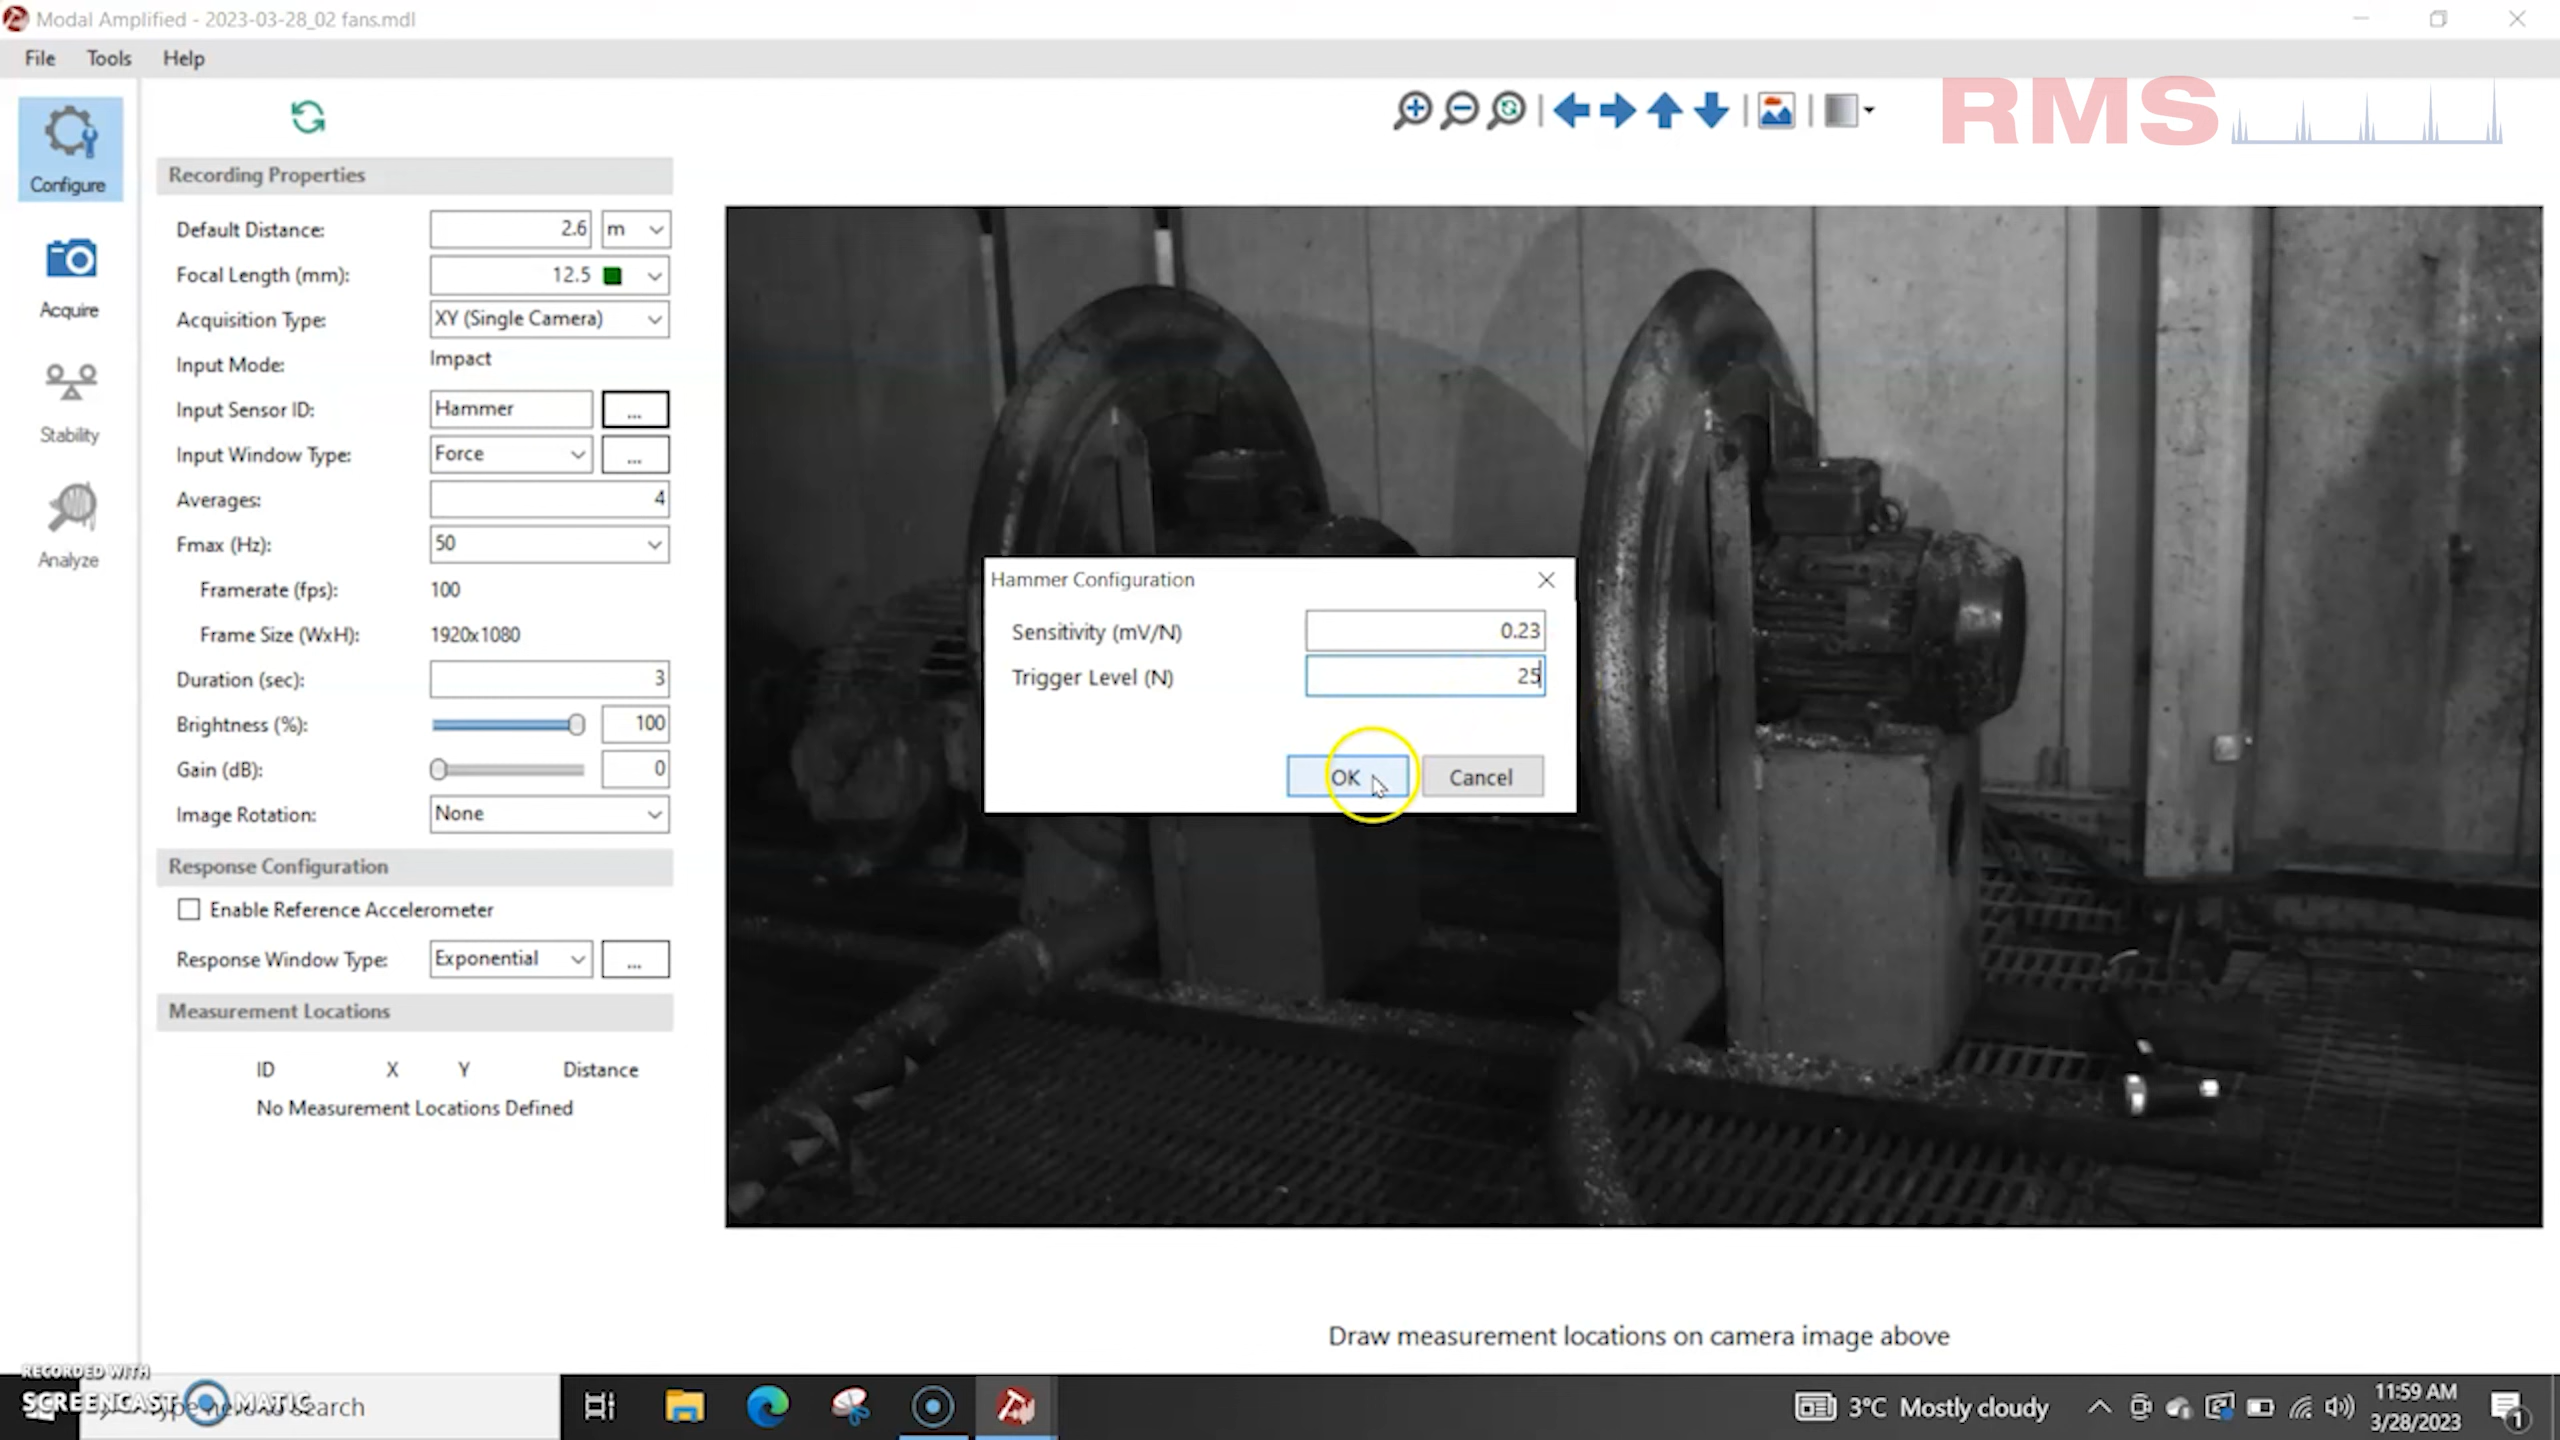 Modal Amplified - 2023-03-28_02 fans.mdl
File Tools Help
RMS
Configure
Acquire
Stability
Analyze
Recording Properties
Default Distance: 2.6 m
Focal Length (mm): 12.5
Acquisition Type: XY (Single Camera)
Input Mode: Impact
Input Sensor ID: Hammer ...
Input Window Type: Force ...
Averages: 4
Fmax (Hz): 50
Framerate (fps): 100
Frame Size (WxH): 1920x1080
Duration (sec): 3
Brightness (%): 100
Gain (dB): 0
Image Rotation: None
Response Configuration
Enable Reference Accelerometer
Response Window Type: Exponential ...
Measurement Locations
ID X Y Distance
No Measurement Locations Defined
Hammer Configuration
Sensitivity (mV/N) 0.23
Trigger Level (N) 25
OK Cancel
Draw measurement locations on camera image above
RECORDED WITH
SCREENCAST MATIC
search
3°C Mostly cloudy
11:59 AM
3/28/2023
1